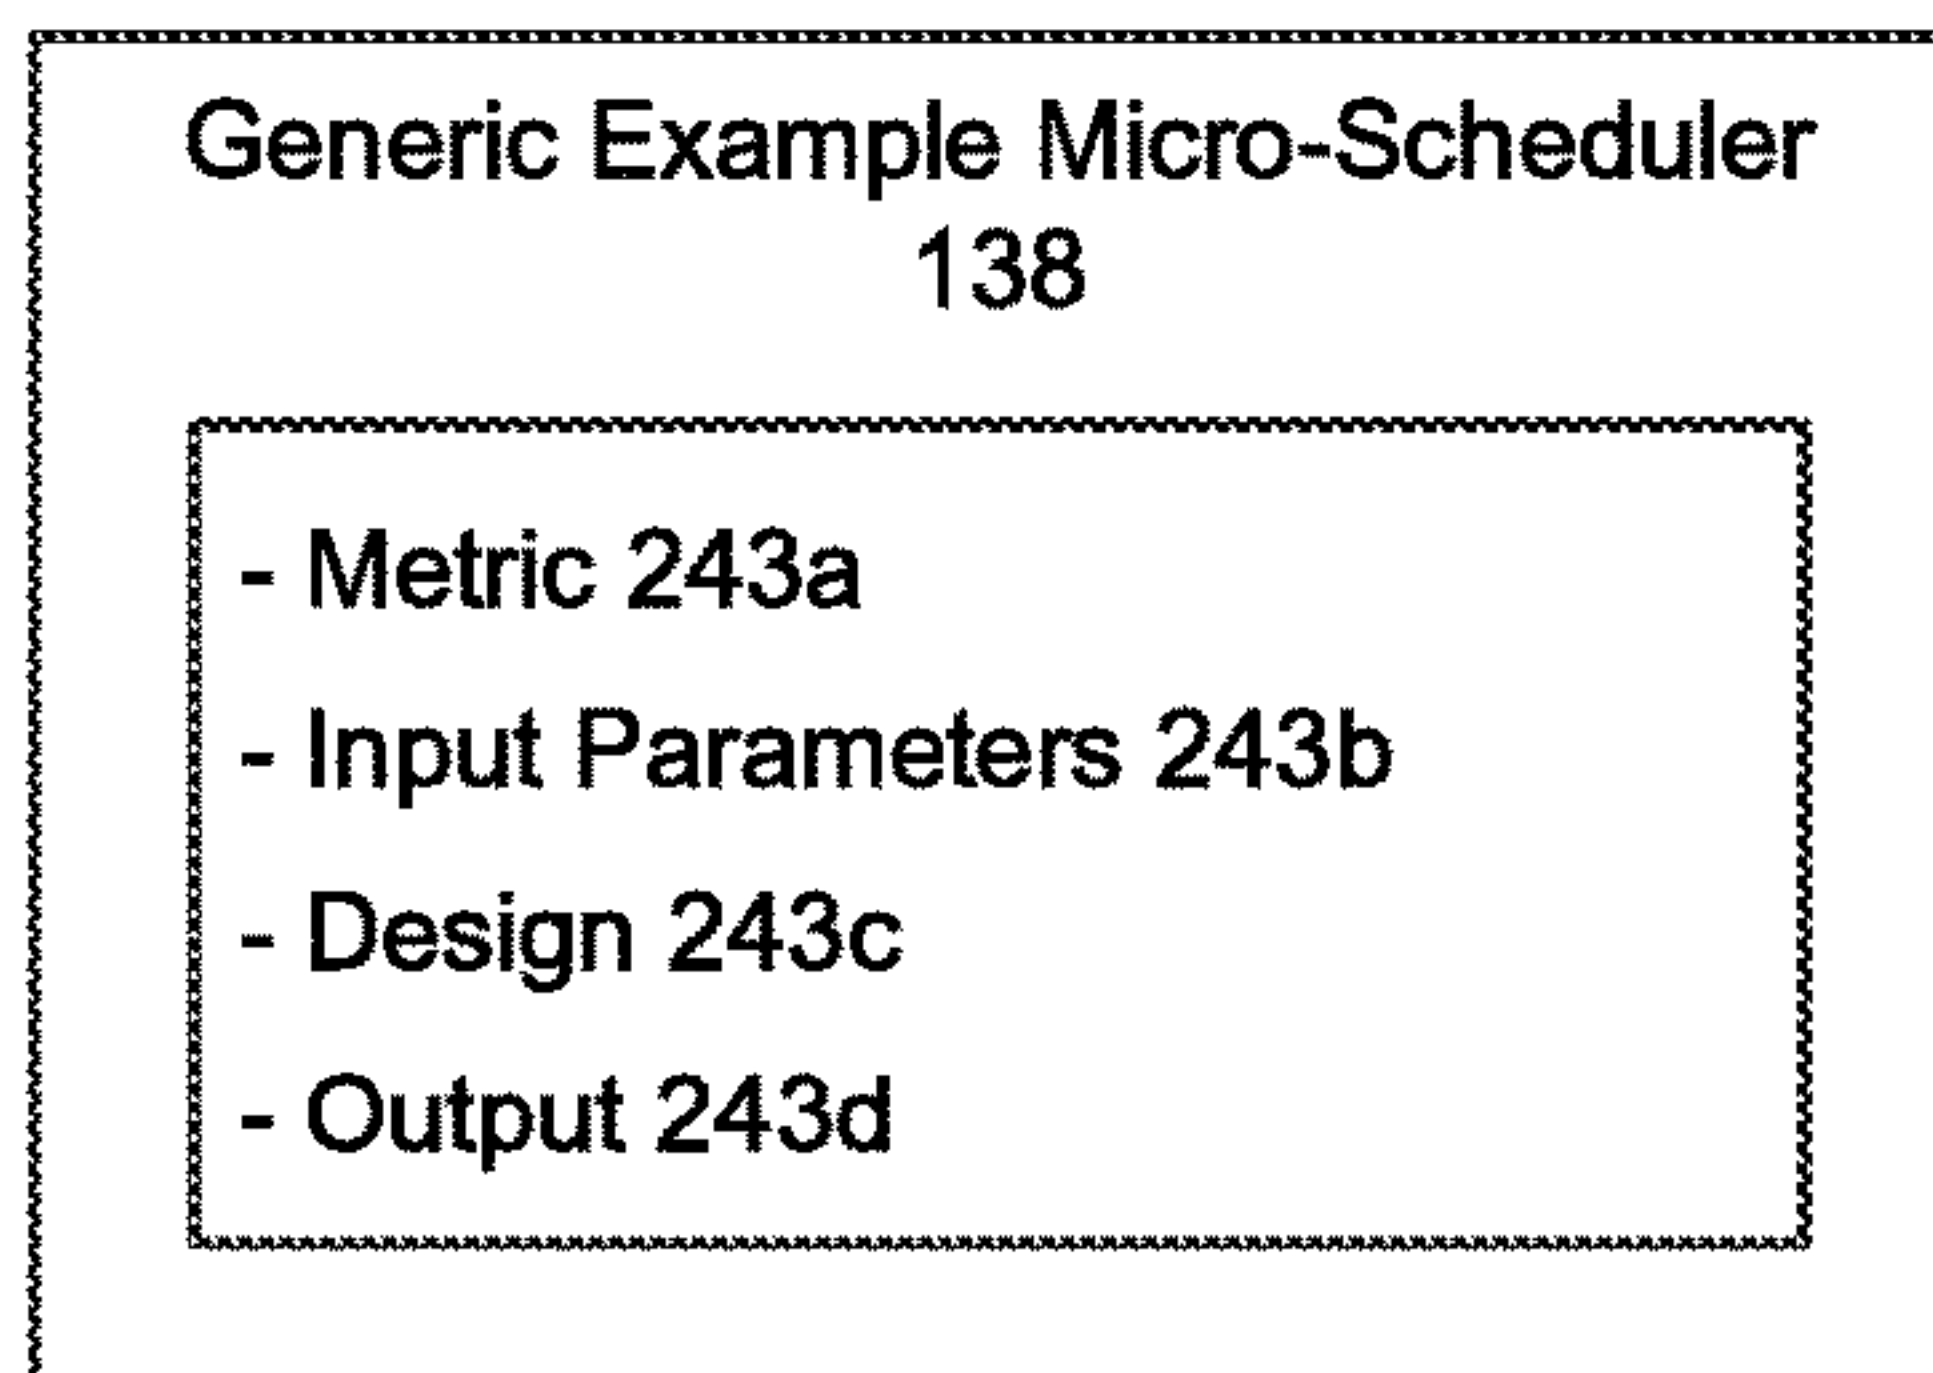 Generic Example Micro-Scheduler
138
- Metric 243a
- Input Parameters 243b
- Design 243c
- Output 243d